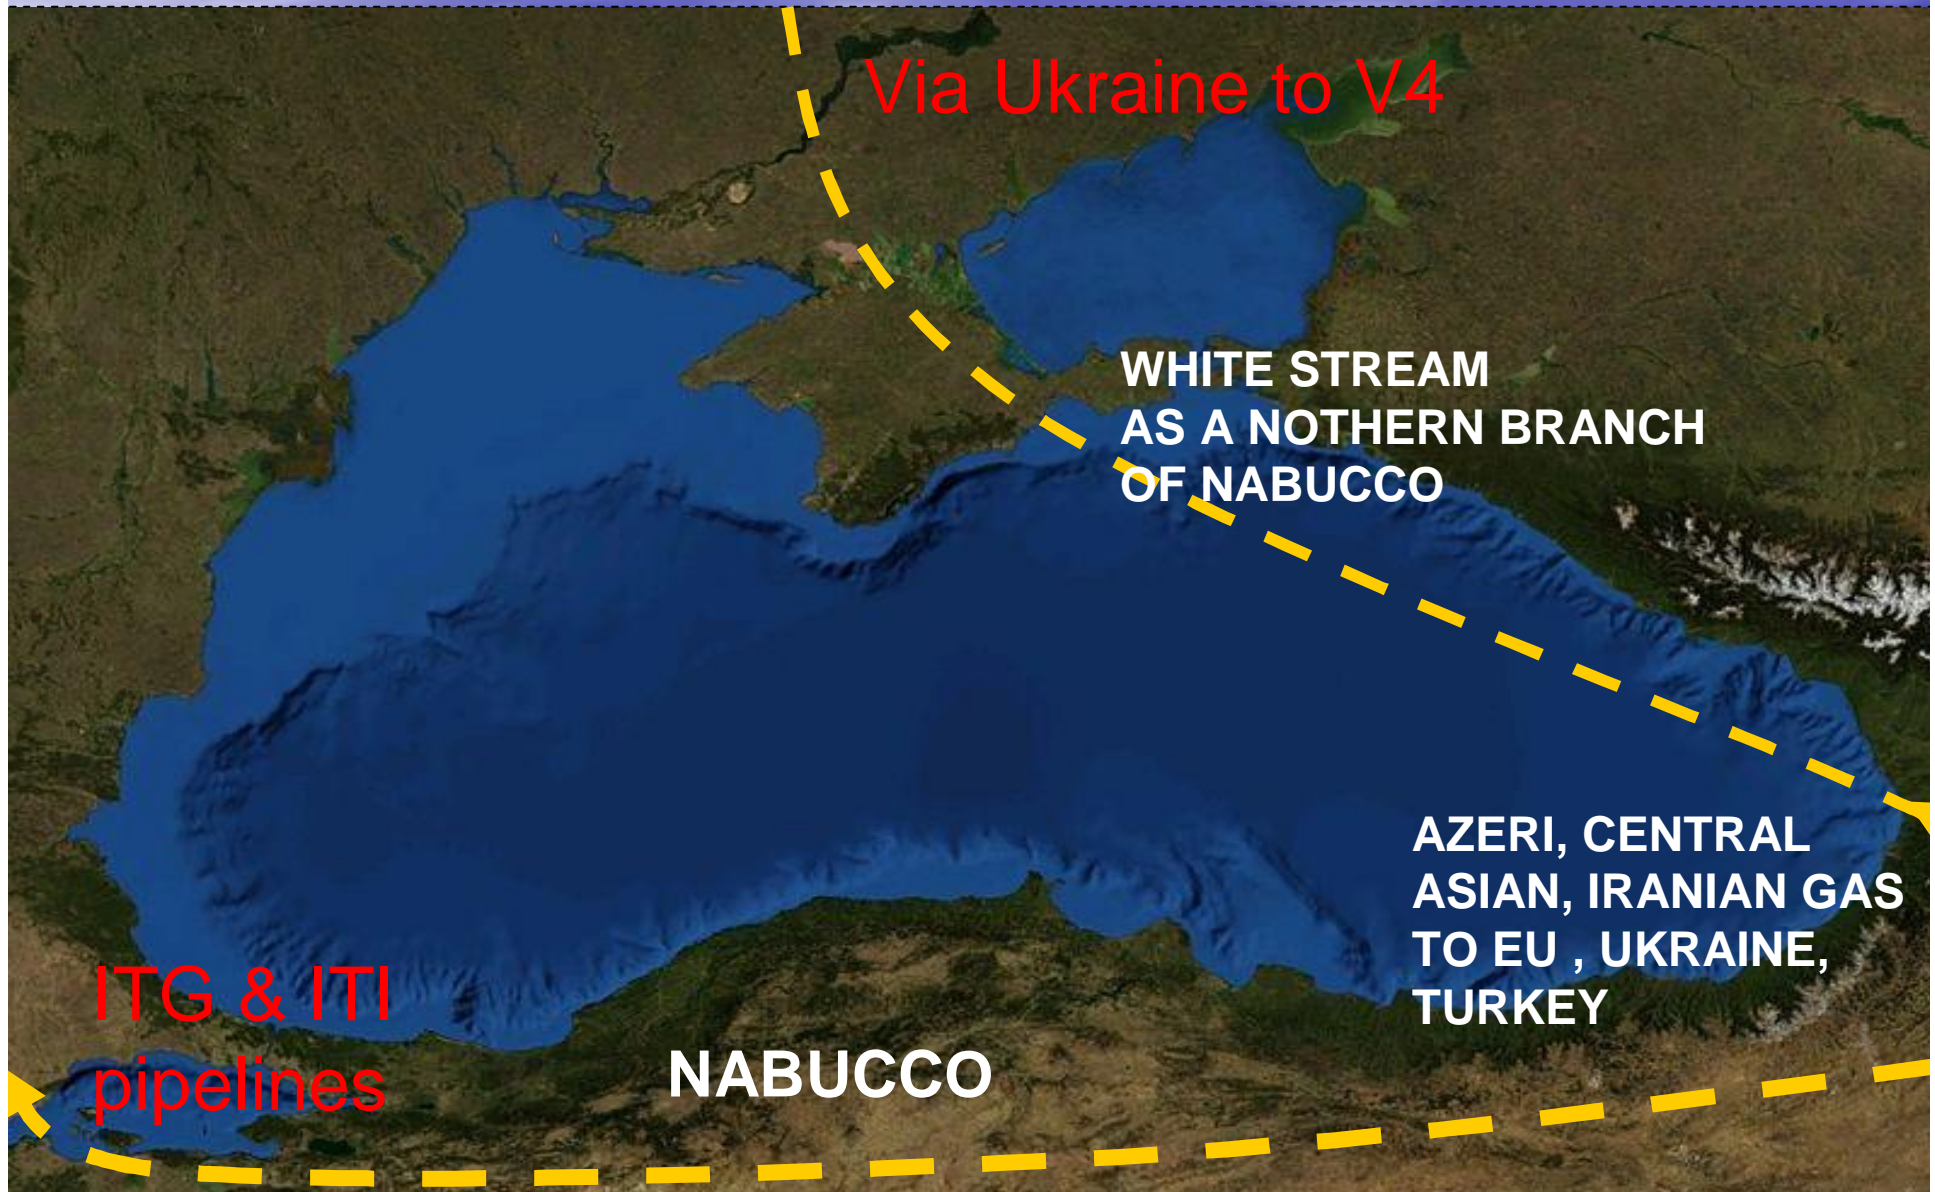 Via Ukraine to V4
WHITE STREAM
AS A NOTHERN BRANCH
OF NABUCCO
AZERI, CENTRAL
ASIAN, IRANIAN GAS
TO EU , UKRAINE,
TURKEY
ITG & ITI
pipelines
NABUCCO